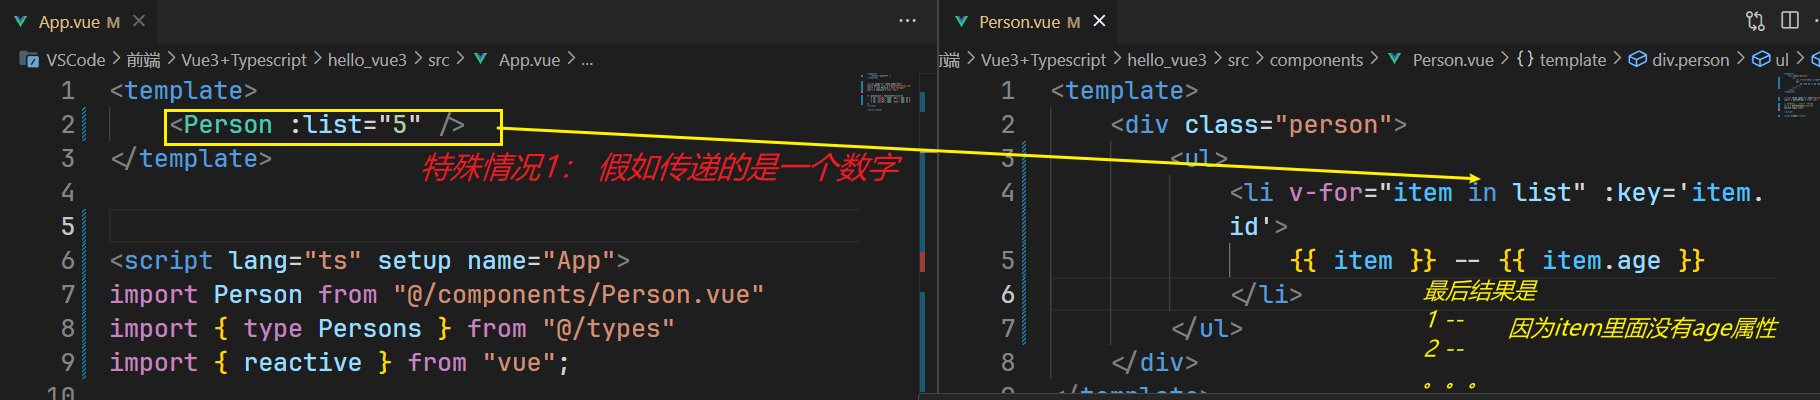 App.vue M
VSCode > 前端 > Vue3+Typescript > hello_vue3 > src > App.vue > ...
1 <template>
2 <Person :list="5" />
3 </template>
特殊情况1： 假如传递的是一个数字
4
5
6 <script lang="ts" setup name="App">
7 import Person from "@/components/Person.vue"
8 import { type Persons } from "@/types"
9 import { reactive } from "vue";
10
Person.vue M
端 > Vue3+Typescript > hello_vue3 > src > components > Person.vue > {} template > div.person > ul >
1 <template>
2 <div class="person">
3 <ul>
4 <li v-for="item in list" :key='item.
id'>
5 {{ item }} -- {{ item.age }}
6 </li>
7 </ul>
8 </div>
9 </template>
最后结果是
1 --
2 --
。。。
因为item里面没有age属性